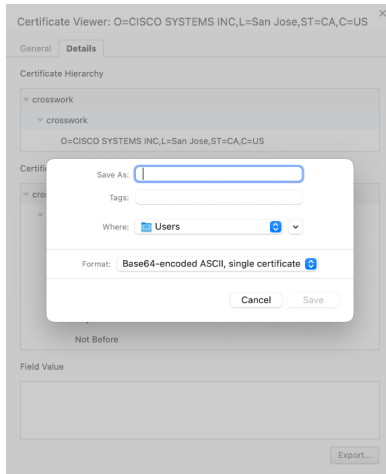 Certificate Viewer: O=CISCO SYSTEMS INC,L=San Jose,ST=CA,C=US
General Details
Certificate Hierarchy
crosswork
crosswork
O=CISCO SYSTEMS INC,L=San Jose,ST=CA,C=US
Certifi
Save As:
cro
Tags:
Where: Users
Format: Base64-encoded ASCII, single certificate
Cancel Save
Not Before
Field Value
Export...